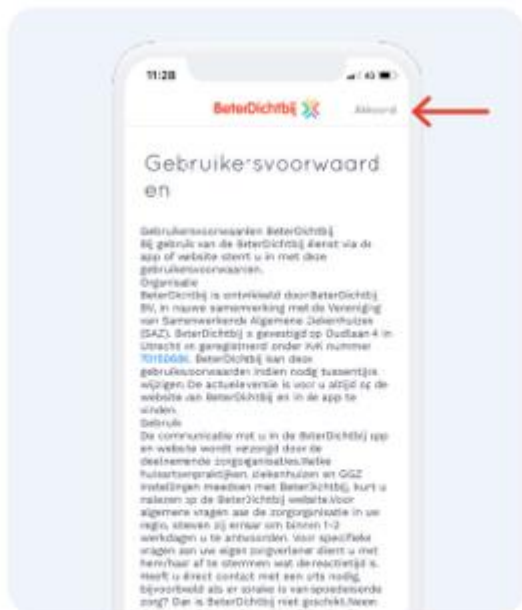 11:28
4G
BeterDichtbij
Akkoord
Gebruikersvoorwaard
en
Gebruikersvoorwaarden BeterDichtbij
Bij gebruik van de BeterDichtbij dienst via de
app of website stemt u in met deze
gebruikersvoorwaarden.
Organisatie
BeterDichtbij is ontwikkeld door BeterDichtbij
BV, in nauwe samenwerking met de Vereniging
van Samenwerkende Algemene Ziekenhuizen
(SAZ). BeterDichtbij is gevestigd op Oudlaan 4 in
Utrecht en geregistreerd onder KvK nummer
BeterDichtbij kan deze
gebruiksvoorwaarden indien nodig tussentijds
wijzigen. De actuele versie is voor u altijd op de
website van BeterDichtbij en in de app te
vinden.
Gebruik
De communicatie met u in de BeterDichtbij app
en website wordt verzorgd door de
deelnemende zorgorganisaties. Welke
huisartsenpraktijken, ziekenhuizen en GGZ
instellingen meedoen met BeterDichtbij, kunt u
nalezen op de BeterDichtbij website. Voor
algemene vragen aan de zorgorganisatie in uw
regio, streven zij ernaar om binnen 1-2
werkdagen u te antwoorden. Voor specifieke
vragen aan uw eigen zorgverlener dient u met
hem/haar af te stemmen wat de reactietijd is.
Heeft u direct contact met een arts nodig,
bijvoorbeeld als er sprake is van spoedeisende
zorg? Dan is BeterDichtbij niet geschikt. Neem